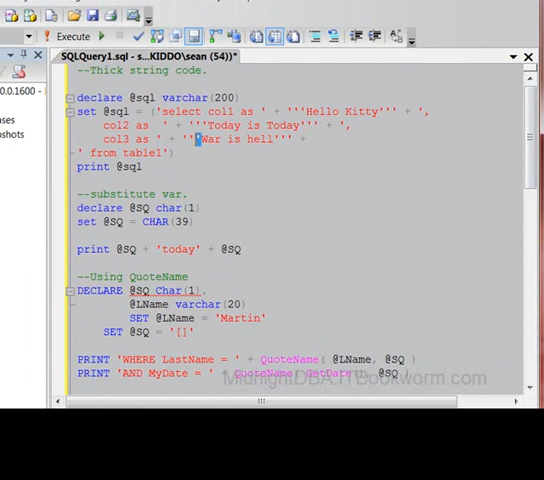 Execute
SQLQuery1.sql - s...KIDDO\sean (54))*
0.0.1600 -
ases
pshots
--Thick string code.
declare @sql varchar(200)
set @sql = ('select col1 as ' + '''Hello Kitty''' + ',
col2 as  ' + '''Today is Today''' + ',
col3 as ' + '''War is hell''' +
' from table1')
print @sql
--substitute var.
declare @SQ char(1)
set @SQ = CHAR(39)
print @SQ + 'today' + @SQ
--Using QuoteName
DECLARE @SQ Char(1),
@LName varchar(20)
SET @LName = 'Martin'
SET @SQ = '[]'
PRINT 'WHERE LastName = ' + QuoteName( @LName, @SQ )
PRINT 'AND MyDate = ' + QuoteName( GetDate(), @SQ )
MidnightDBA.ITBookworm.com